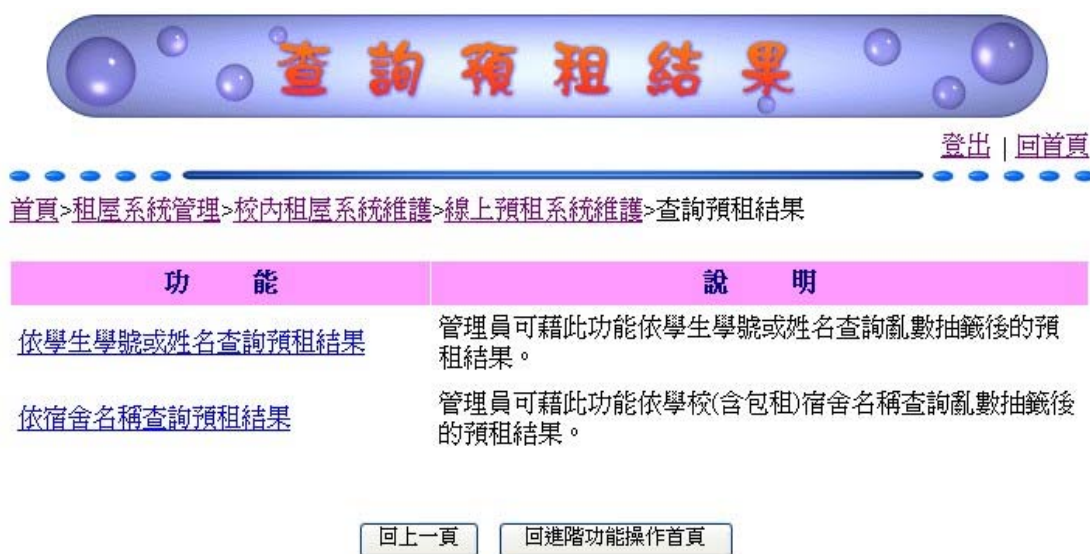 查詢預租結果
登出 | 回首頁
首頁>租屋系統管理>校內租屋系統維護>線上預租系統維護>查詢預租結果
功 能 說 明
依學生學號或姓名查詢預租結果 管理員可藉此功能依學生學號或姓名查詢亂數抽籤後的預
租結果。
依宿舍名稱查詢預租結果 管理員可藉此功能依學校(含包租)宿舍名稱查詢亂數抽籤後
的預租結果。
回上一頁 回進階功能操作首頁